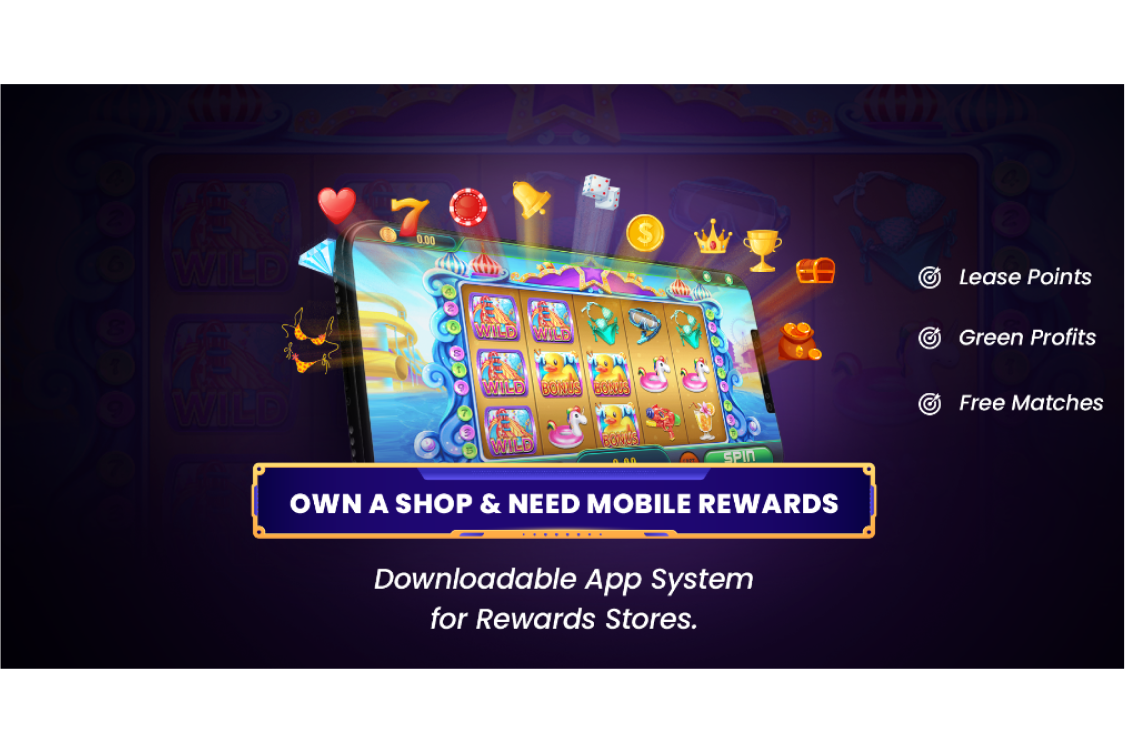 0.00
WILD
WILD
WILD
BONUS
BONUS
WILD
BONUS
SPIN
Lease Points
Green Profits
Free Matches
OWN A SHOP & NEED MOBILE REWARDS
Downloadable App System
for Rewards Stores.